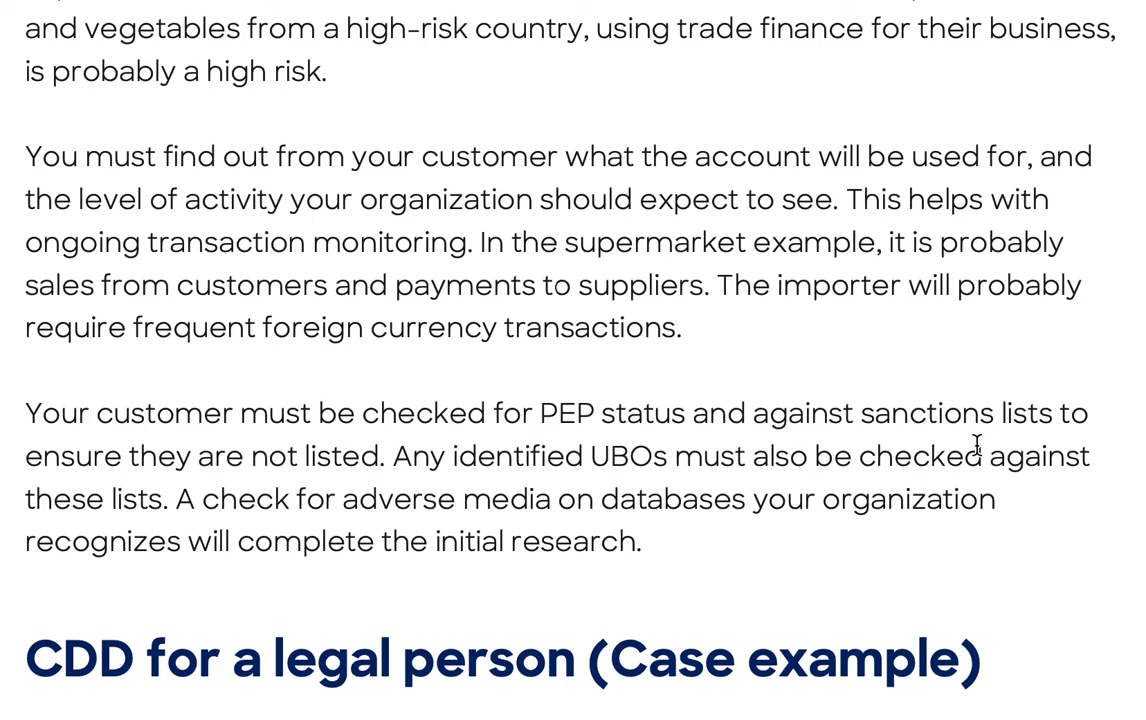 and vegetables from a high-risk country, using trade finance for their business,
is probably a high risk.
You must find out from your customer what the account will be used for, and
the level of activity your organization should expect to see. This helps with
ongoing transaction monitoring. In the supermarket example, it is probably
sales from customers and payments to suppliers. The importer will probably
require frequent foreign currency transactions.
Your customer must be checked for PEP status and against sanctions lists to
ensure they are not listed. Any identified UBOs must also be checked against
these lists. A check for adverse media on databases your organization
recognizes will complete the initial research.
CDD for a legal person (Case example)